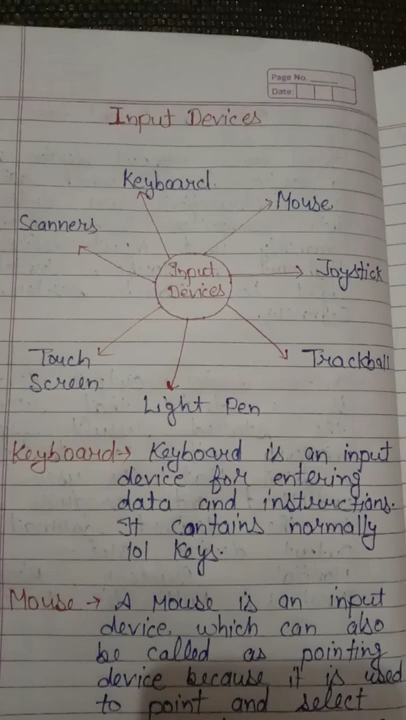 Page No.
Date
Input Devices
Keyboard
Mouse
Scanners
Input
Devices
Joystick
Touch
Screen
Trackball
Light Pen
Keyboard:→ Keyboard is an input
device for entering
data and instructions.
It contains normally
101 Keys.
Mouse → A Mouse is an input
device, which can also
be called as pointing
device because it is used
to point and select